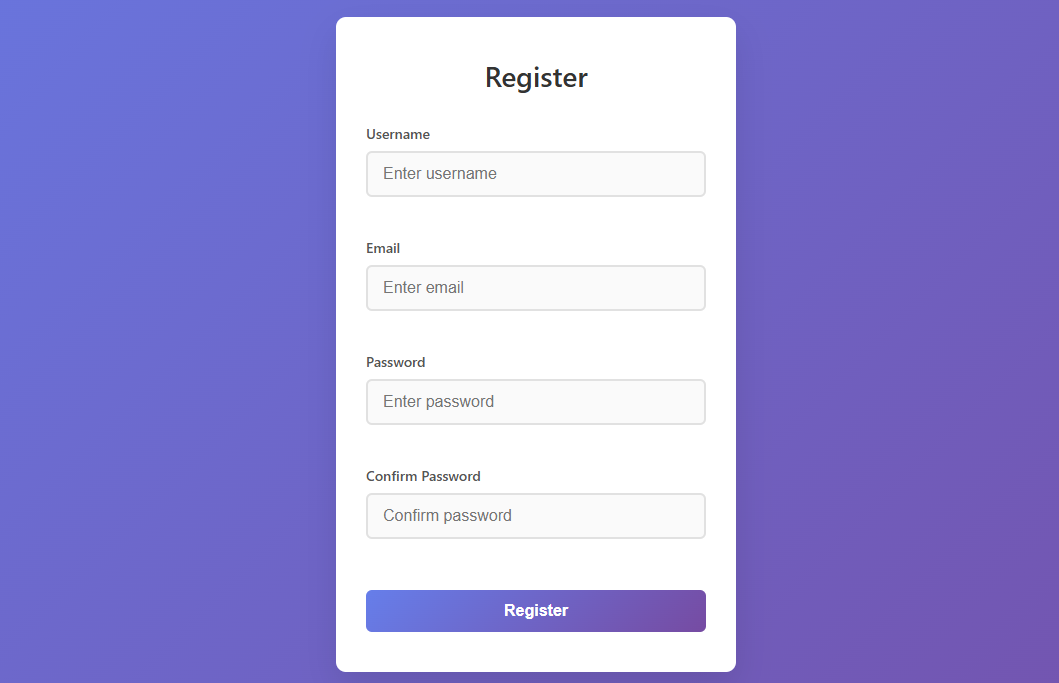 Register
Username
Enter username
Email
Enter email
Password
Enter password
Confirm Password
Confirm password
Register